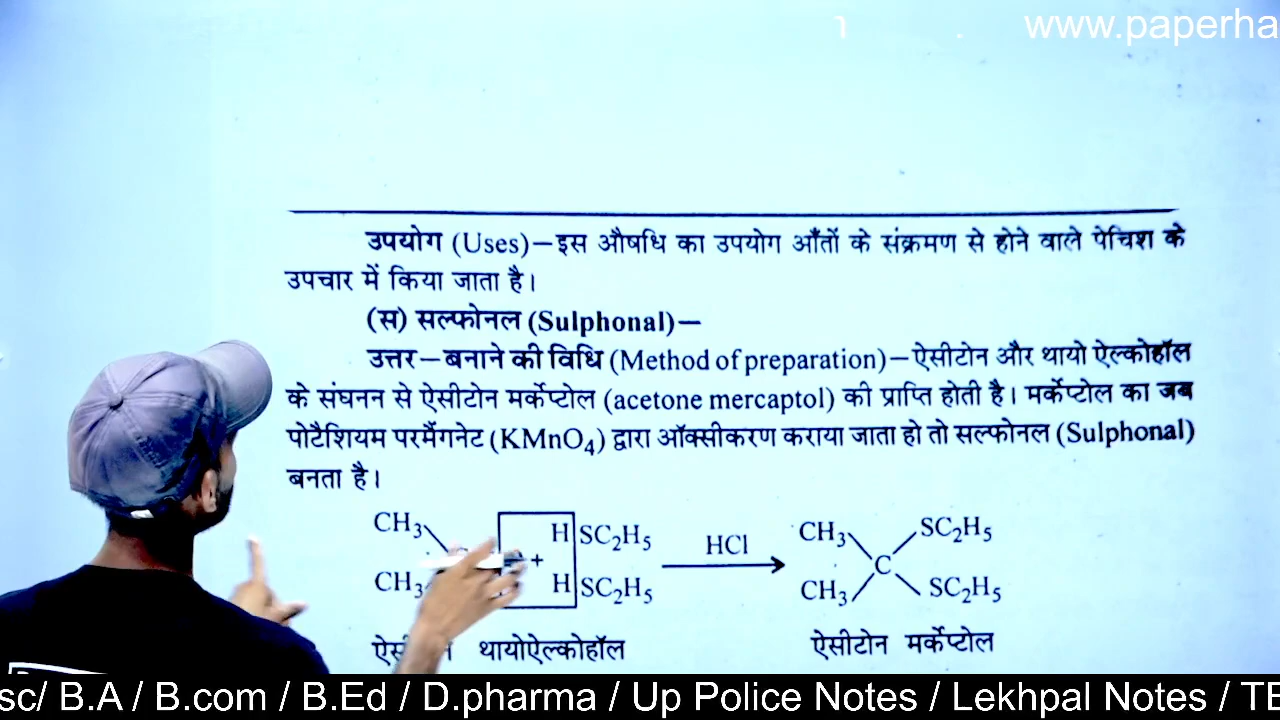 www.paperha
उपयोग (Uses)—इस औषधि का उपयोग आँतों के संक्रमण से होने वाले पेचिश के
उपचार में किया जाता है।
(स) सल्फोनल (Sulphonal)—
उत्तर—बनाने की विधि (Method of preparation)—ऐसीटोन और थायो ऐल्कोहॉल
के संघनन से ऐसीटोन मर्केप्टोल (acetone mercaptol) की प्राप्ति होती है। मर्केप्टोल का जब
पोटैशियम परमैंगनेट (KMnO₄) द्वारा ऑक्सीकरण कराया जाता हो तो सल्फोनल (Sulphonal)
बनता है।
CH₃ H SC₂H₅ HCl CH₃ SC₂H₅
+ C
CH₃ H SC₂H₅ CH₃ SC₂H₅
थायोऐल्कोहॉल ऐसीटोन मर्केप्टोल
sc/ B.A / B.com / B.Ed / D.pharma / Up Police Notes / Lekhpal Notes / TE